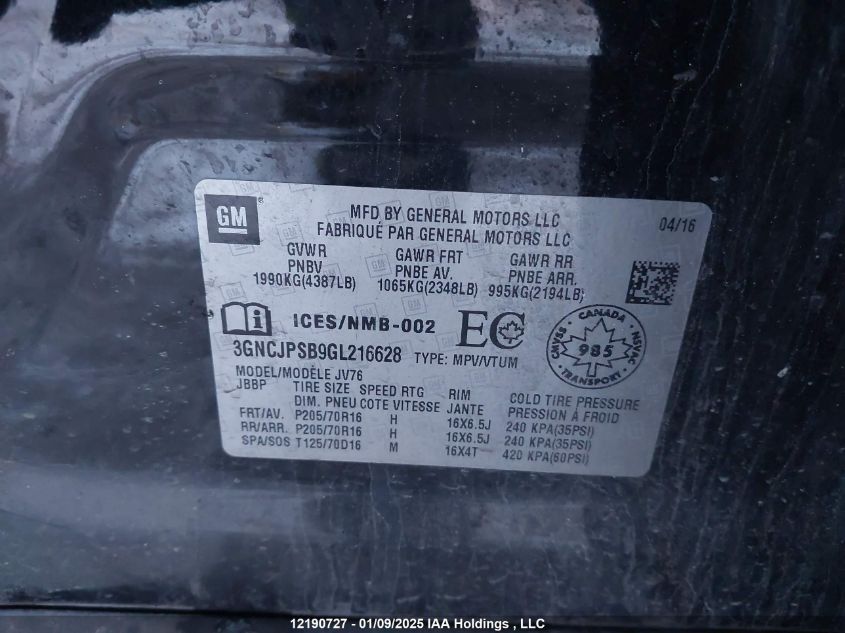 GM ®
MFD BY GENERAL MOTORS LLC
FABRIQUÉ PAR GENERAL MOTORS LLC
04/16
GVWR GAWR FRT GAWR RR
PNBV PNBE AV. PNBE ARR.
1990KG(4387LB) 1065KG(2348LB) 995KG(2194LB)
i ICES/NMB-002 EC
CANADA
CMVSS 985 NSVAC
TRANSPORT
3GNCJPSB9GL216628 TYPE: MPV/VTUM
MODEL/MODÈLE JV76
JBBP TIRE SIZE SPEED RTG RIM COLD TIRE PRESSURE
DIM. PNEU COTE VITESSE JANTE PRESSION À FROID
FRT/AV. P205/70R16 H 16X6.5J 240 KPA(35PSI)
RR/ARR. P205/70R16 H 16X6.5J 240 KPA(35PSI)
SPA/SOS T125/70D16 M 16X4T 420 KPA(60PSI)
12190727 - 01/09/2025 IAA Holdings , LLC